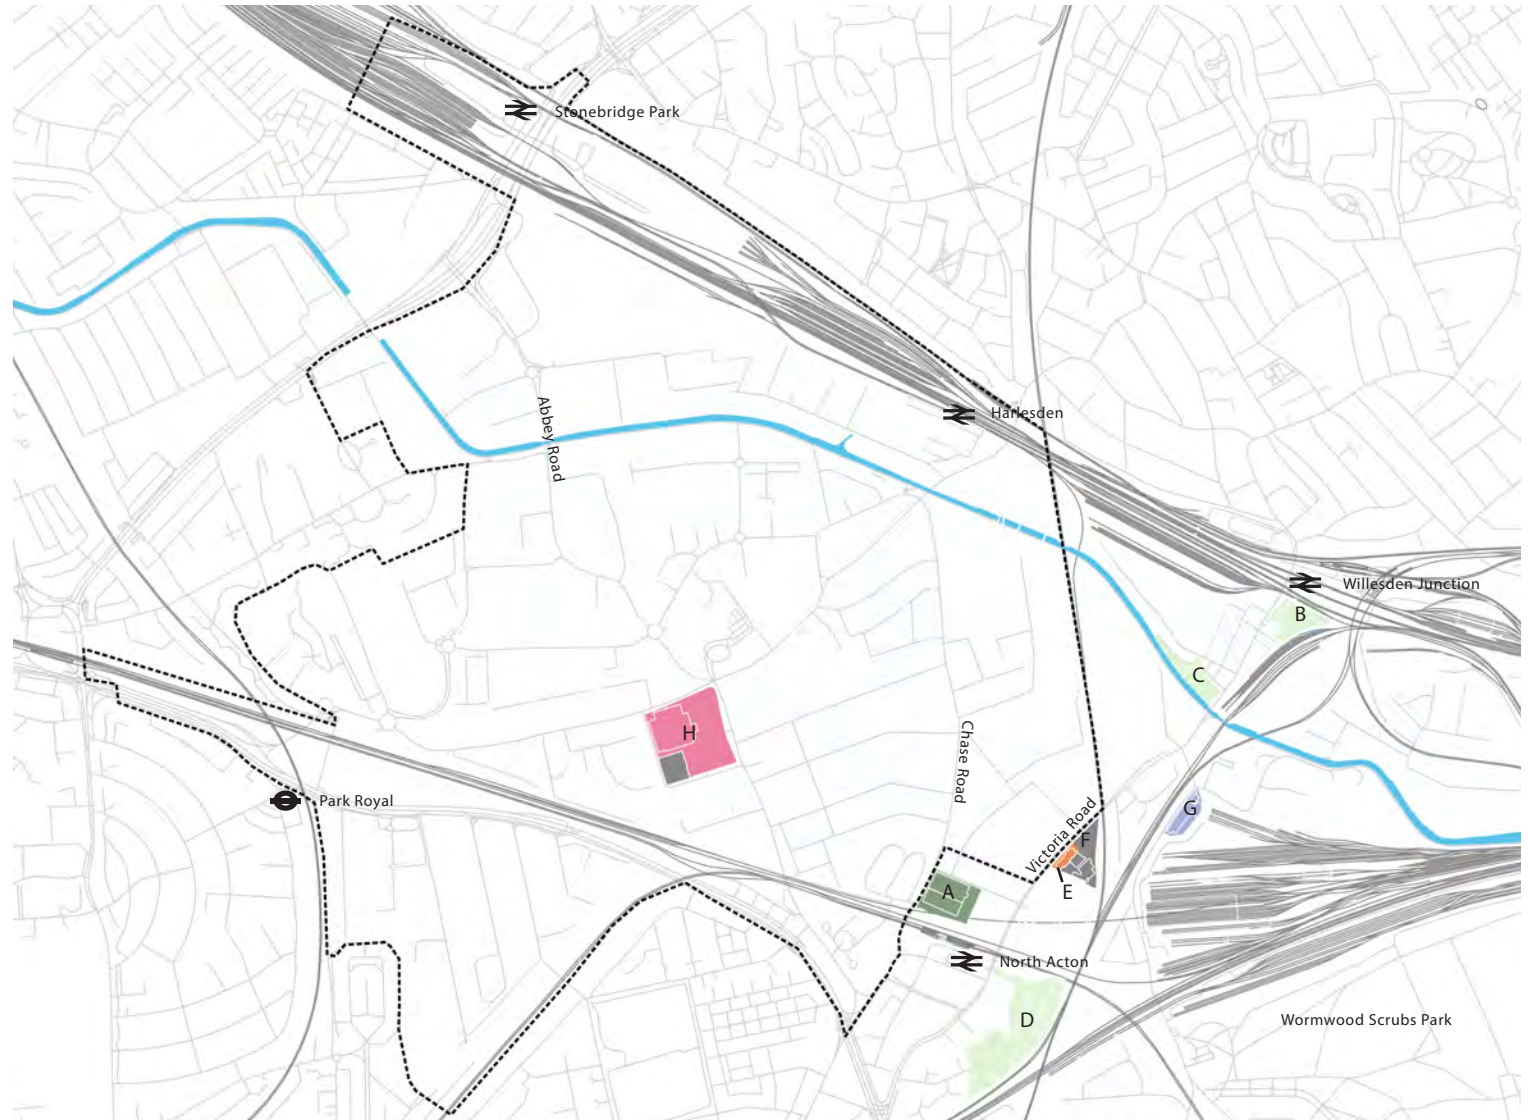 Stonebridge Park
Abbey Road
Harlesden
Willesden Junction
B
C
H
Chase Road
Park Royal
G
Victoria Road
F
A
E
North Acton
D
Wormwood Scrubs Park